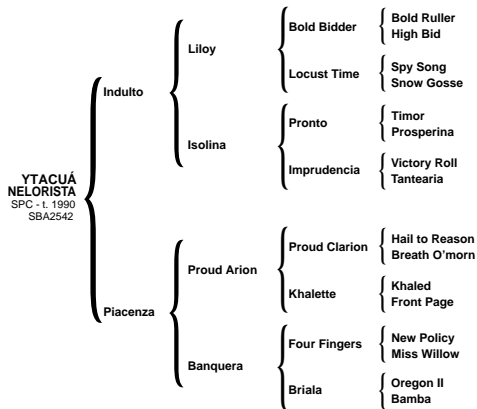 YTACUÁ
NELORISTA
SPC - t. 1990
SBA2542
Indulto
Piacenza
Liloy
Isolina
Proud Arion
Banquera
Bold Bidder
Locust Time
Pronto
Imprudencia
Proud Clarion
Khalette
Four Fingers
Briala
Bold Ruller
High Bid
Spy Song
Snow Gosse
Timor
Prosperina
Victory Roll
Tantearia
Hail to Reason
Breath O'morn
Khaled
Front Page
New Policy
Miss Willow
Oregon II
Bamba